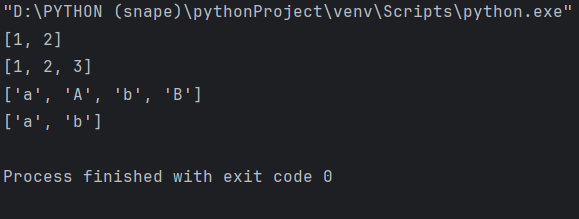 "D:\PYTHON (snape)\pythonProject\venv\Scripts\python.exe"
[1, 2]
[1, 2, 3]
['a', 'A', 'b', 'B']
['a', 'b']
Process finished with exit code 0